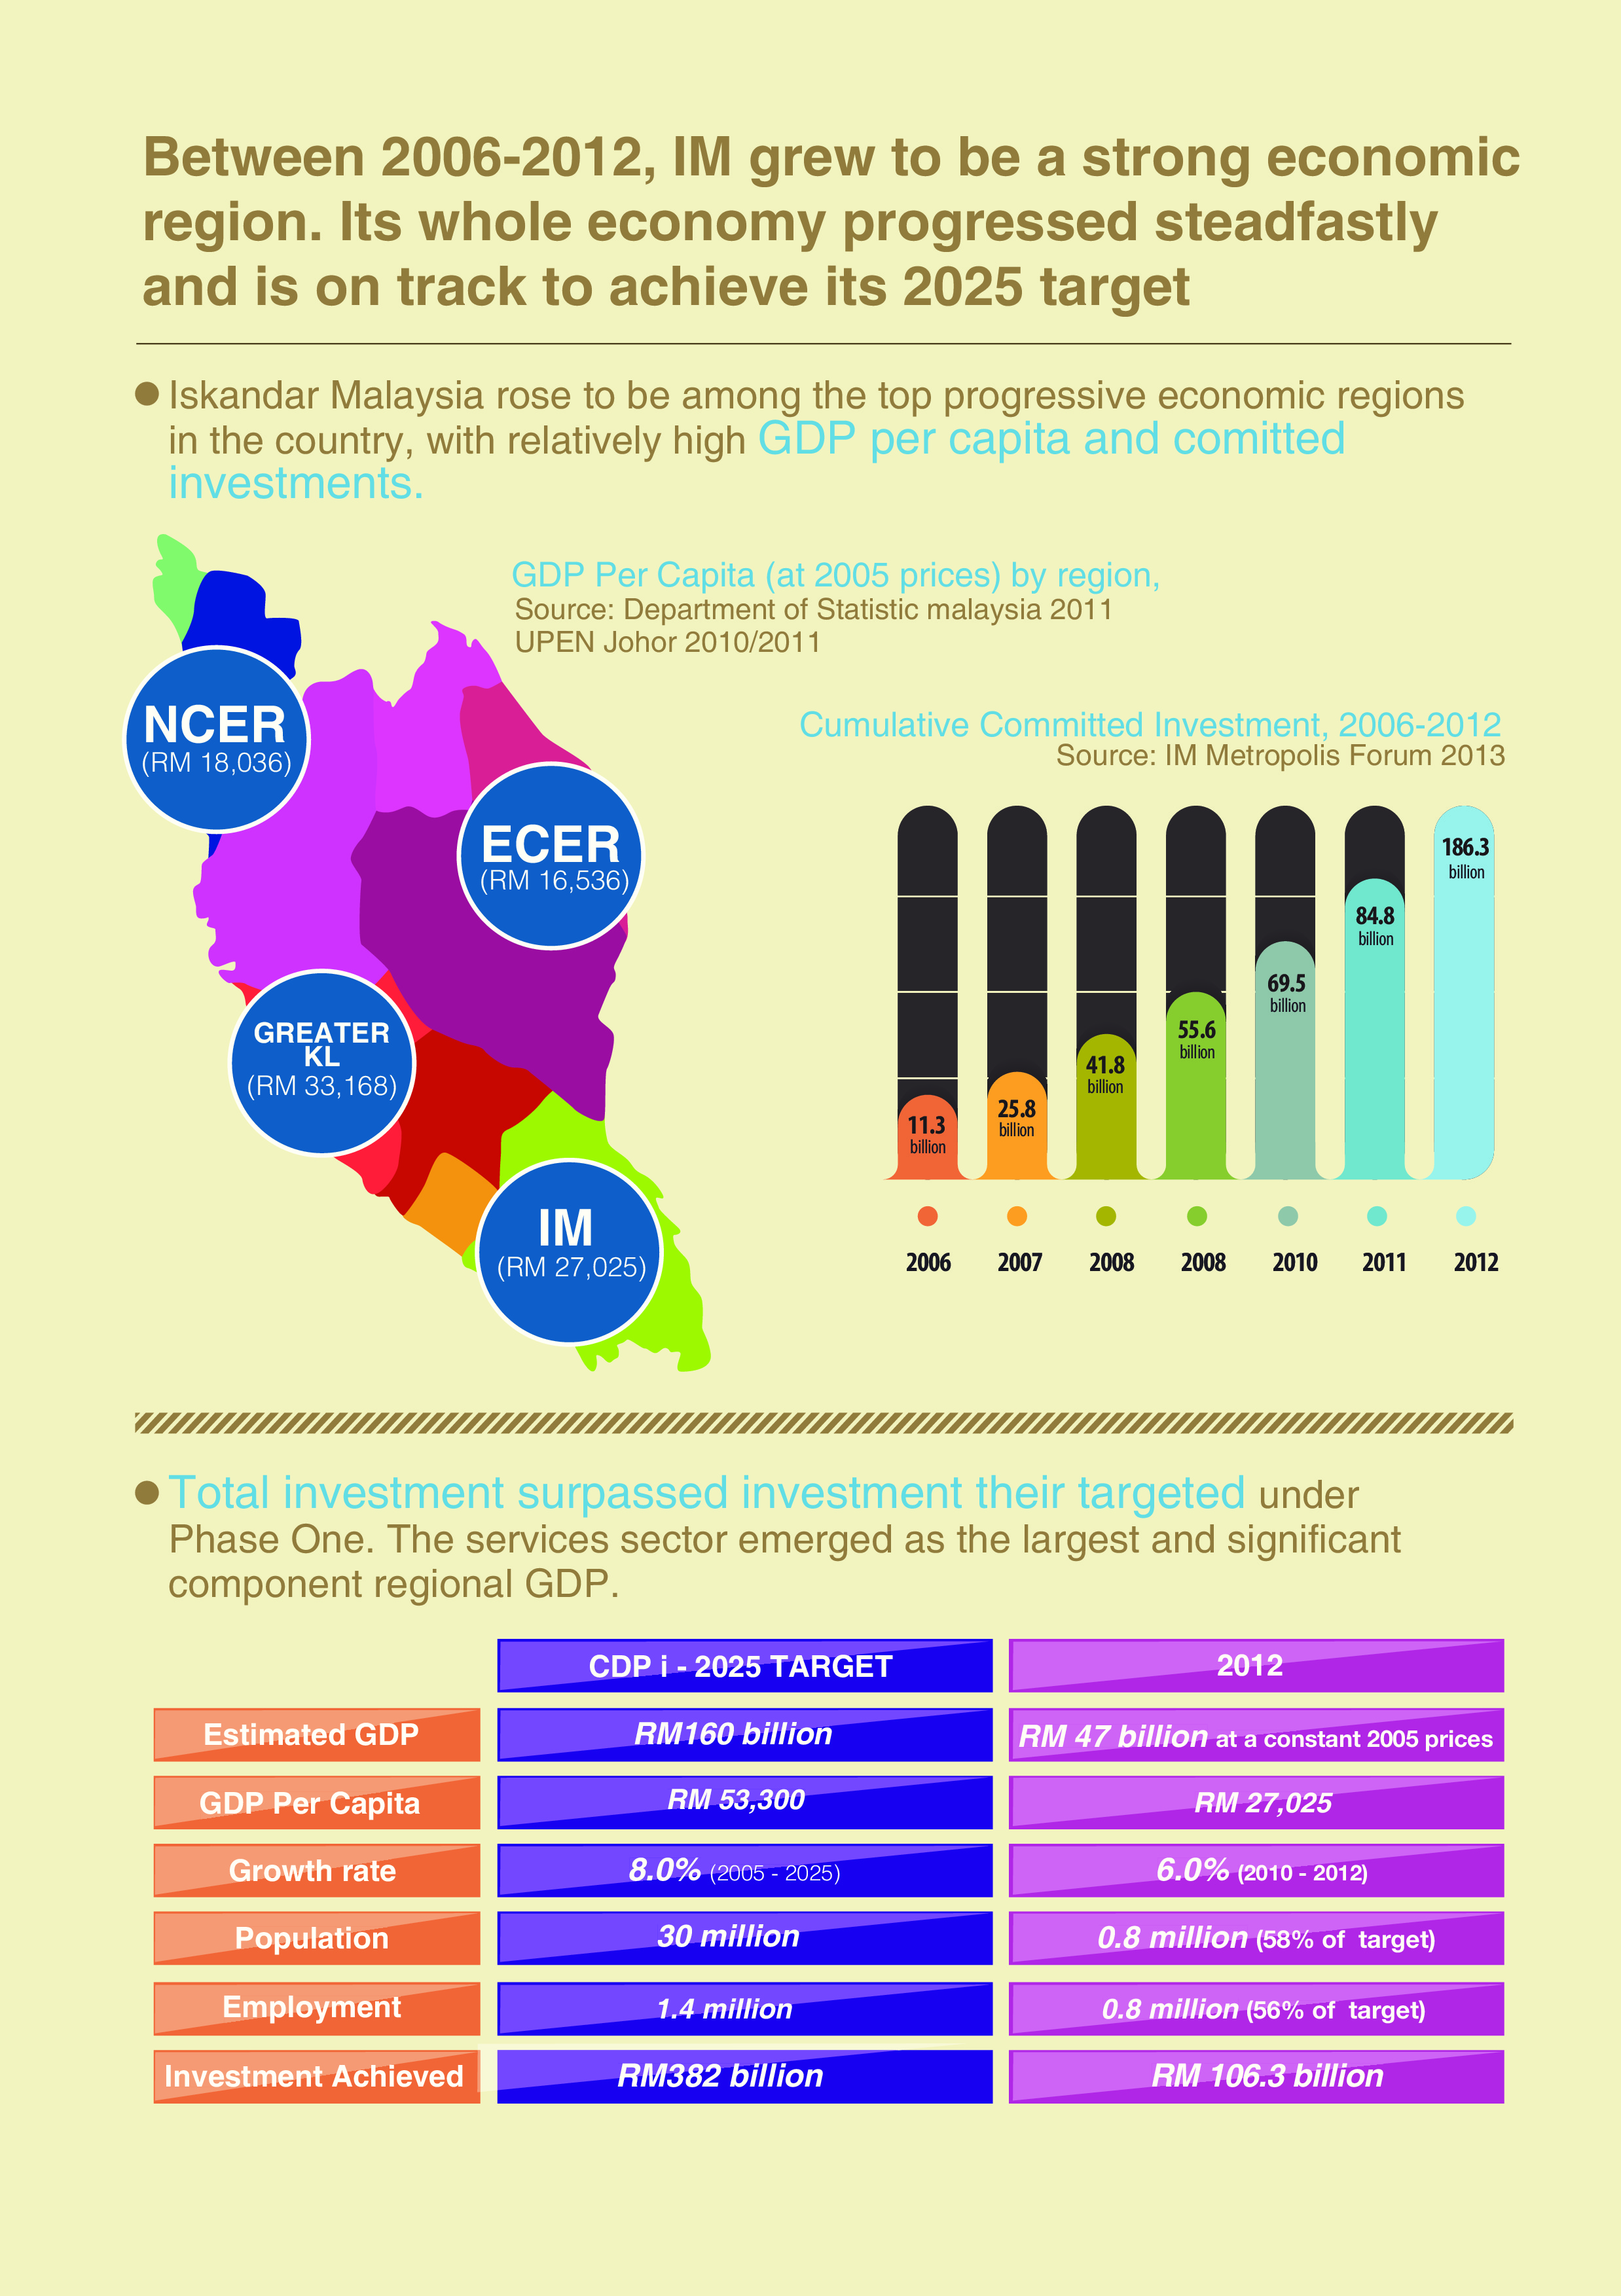 Between 2006-2012, IM grew to be a strong economic
region. Its whole economy progressed steadfastly
and is on track to achieve its 2025 target
Iskandar Malaysia rose to be among the top progressive economic regions
in the country, with relatively high GDP per capita and comitted
investments.
GDP Per Capita (at 2005 prices) by region,
Source: Department of Statistic malaysia 2011
UPEN Johor 2010/2011
NCER
(RM 18,036)
ECER
(RM 16,536)
GREATER
KL
(RM 33,168)
IM
(RM 27,025)
Cumulative Committed Investment, 2006-2012
Source: IM Metropolis Forum 2013
11.3
billion
25.8
billion
41.8
billion
55.6
billion
69.5
billion
84.8
billion
186.3
billion
2006 2007 2008 2008 2010 2011 2012
Total investment surpassed investment their targeted under
Phase One. The services sector emerged as the largest and significant
component regional GDP.
CDP i - 2025 TARGET 2012
Estimated GDP RM160 billion RM 47 billion at a constant 2005 prices
GDP Per Capita RM 53,300 RM 27,025
Growth rate 8.0% (2005 - 2025) 6.0% (2010 - 2012)
Population 30 million 0.8 million (58% of target)
Employment 1.4 million 0.8 million (56% of target)
Investment Achieved RM382 billion RM 106.3 billion